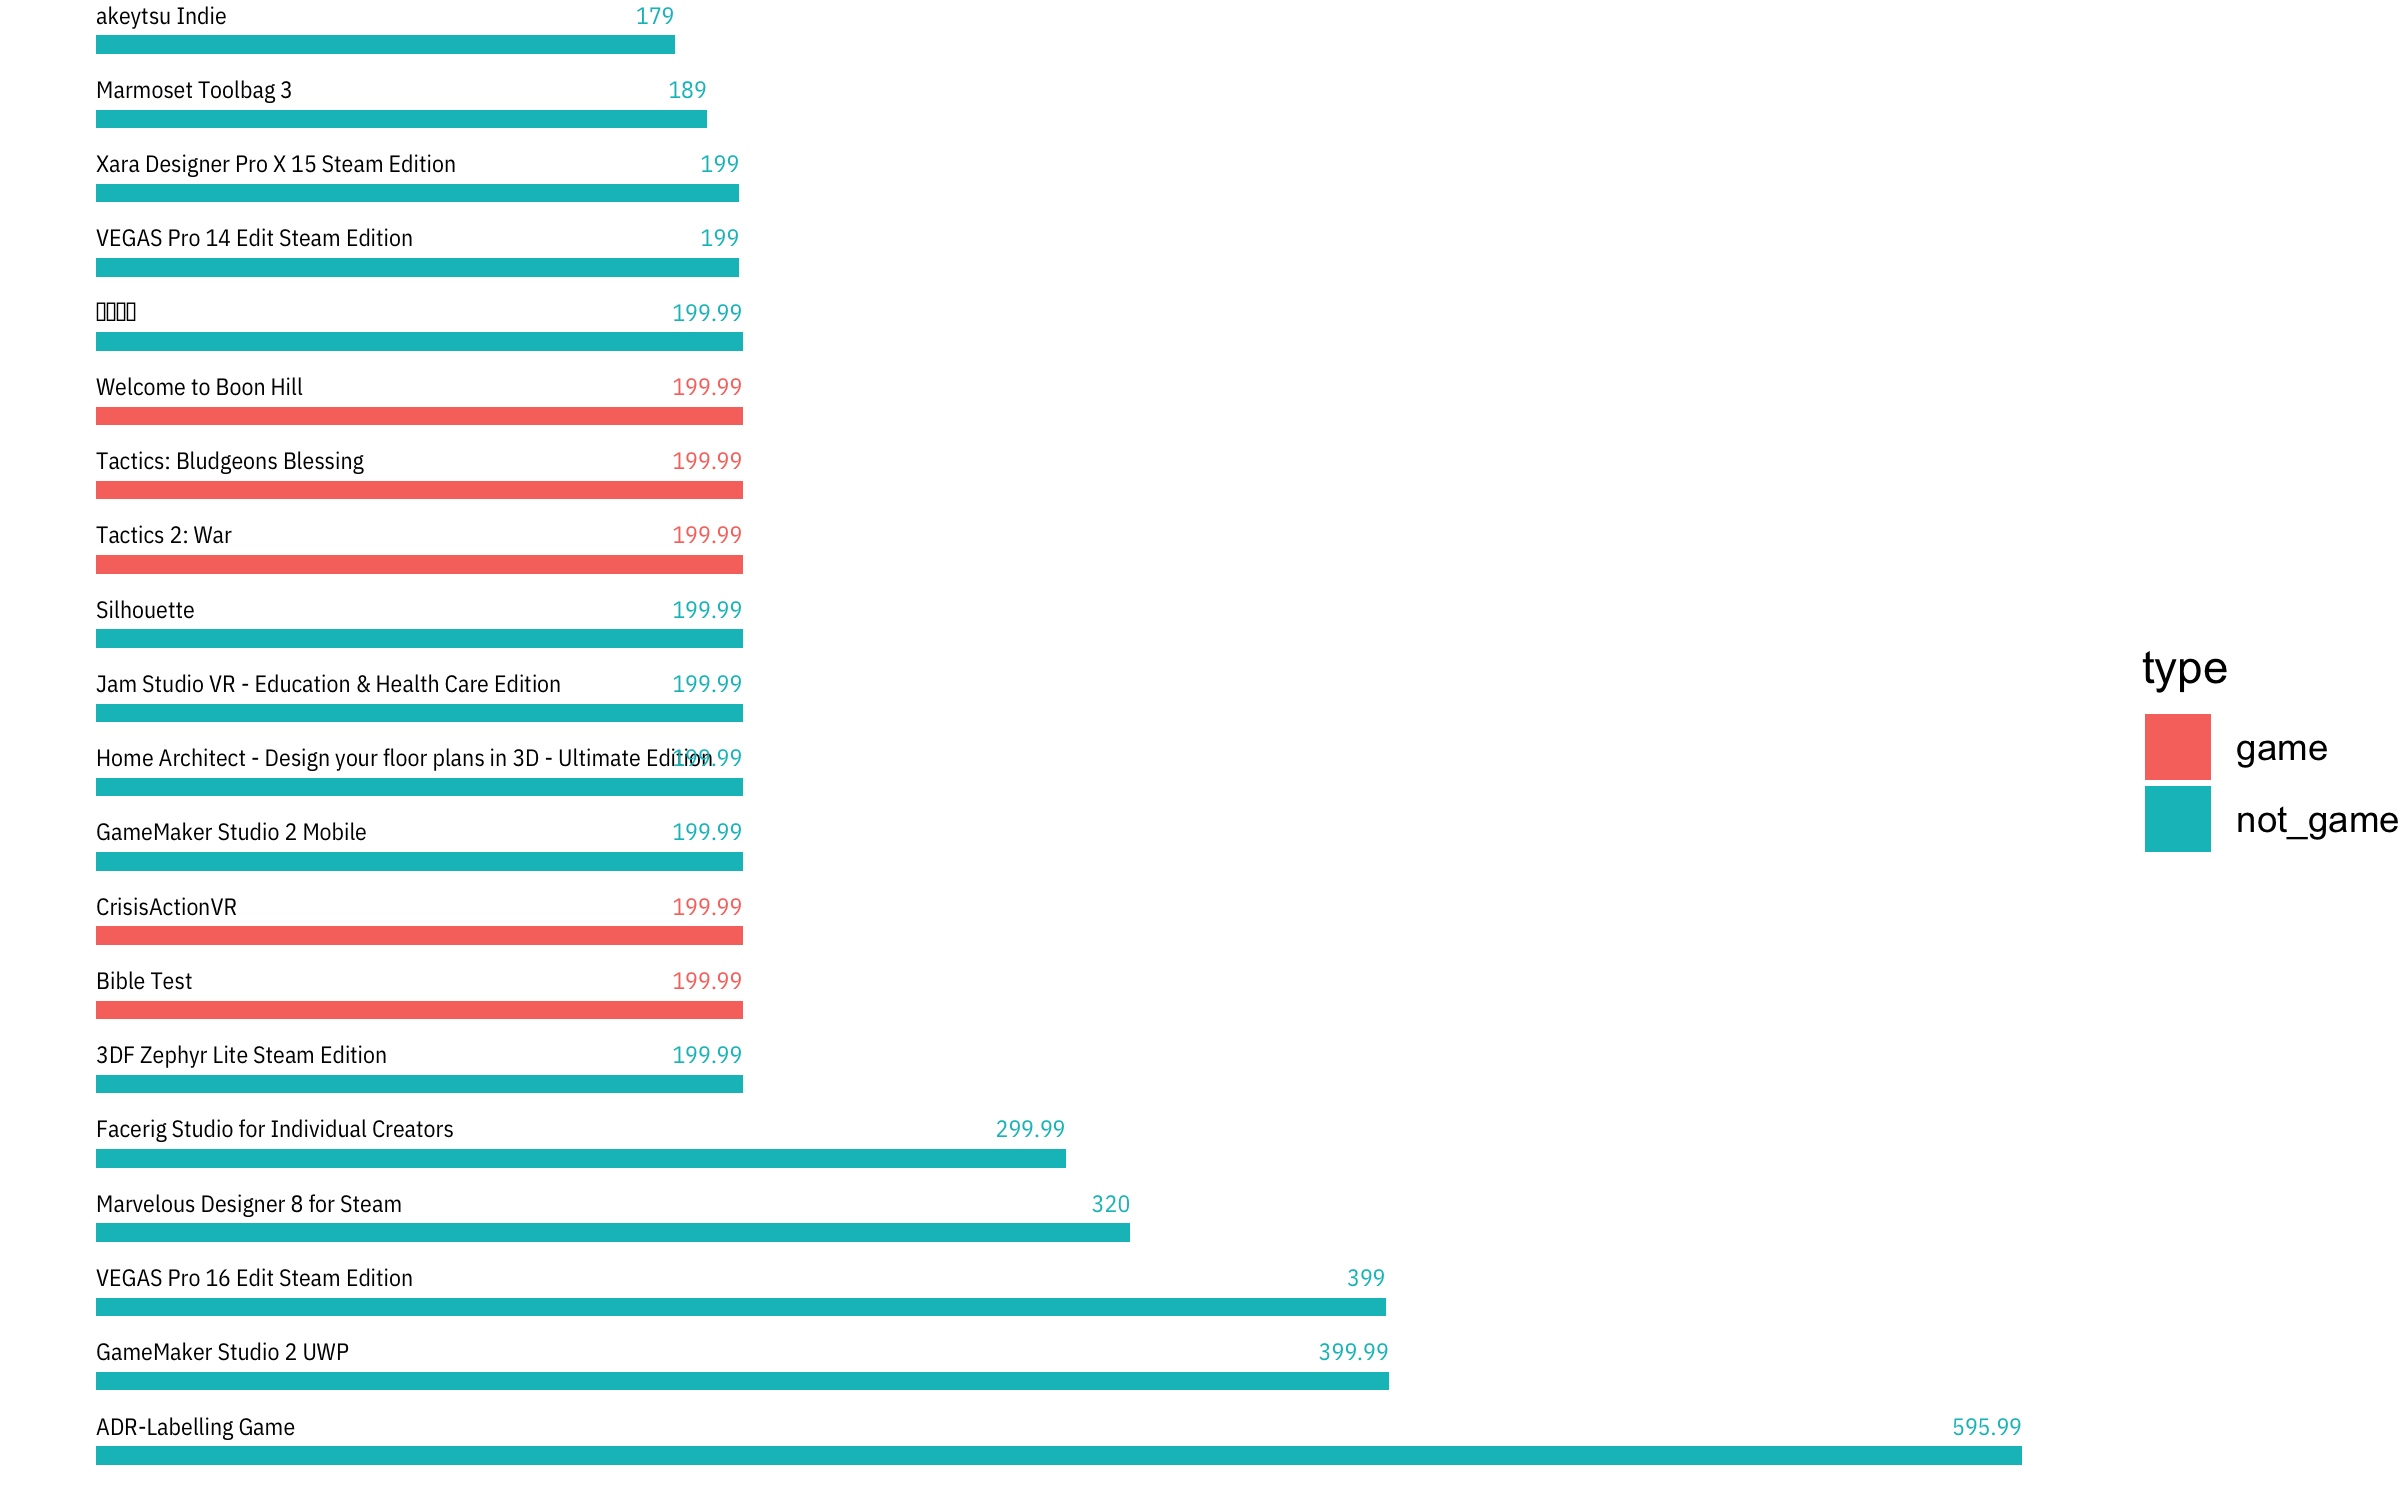 akeytsu Indie 179
Marmoset Toolbag 3 189
Xara Designer Pro X 15 Steam Edition 199
VEGAS Pro 14 Edit Steam Edition 199
199.99
Welcome to Boon Hill 199.99
Tactics: Bludgeons Blessing 199.99
Tactics 2: War 199.99
Silhouette 199.99
Jam Studio VR - Education & Health Care Edition 199.99
Home Architect - Design your floor plans in 3D - Ultimate Edition 199.99
GameMaker Studio 2 Mobile 199.99
CrisisActionVR 199.99
Bible Test 199.99
3DF Zephyr Lite Steam Edition 199.99
Facerig Studio for Individual Creators 299.99
Marvelous Designer 8 for Steam 320
VEGAS Pro 16 Edit Steam Edition 399
GameMaker Studio 2 UWP 399.99
ADR-Labelling Game 595.99
type
game
not_game